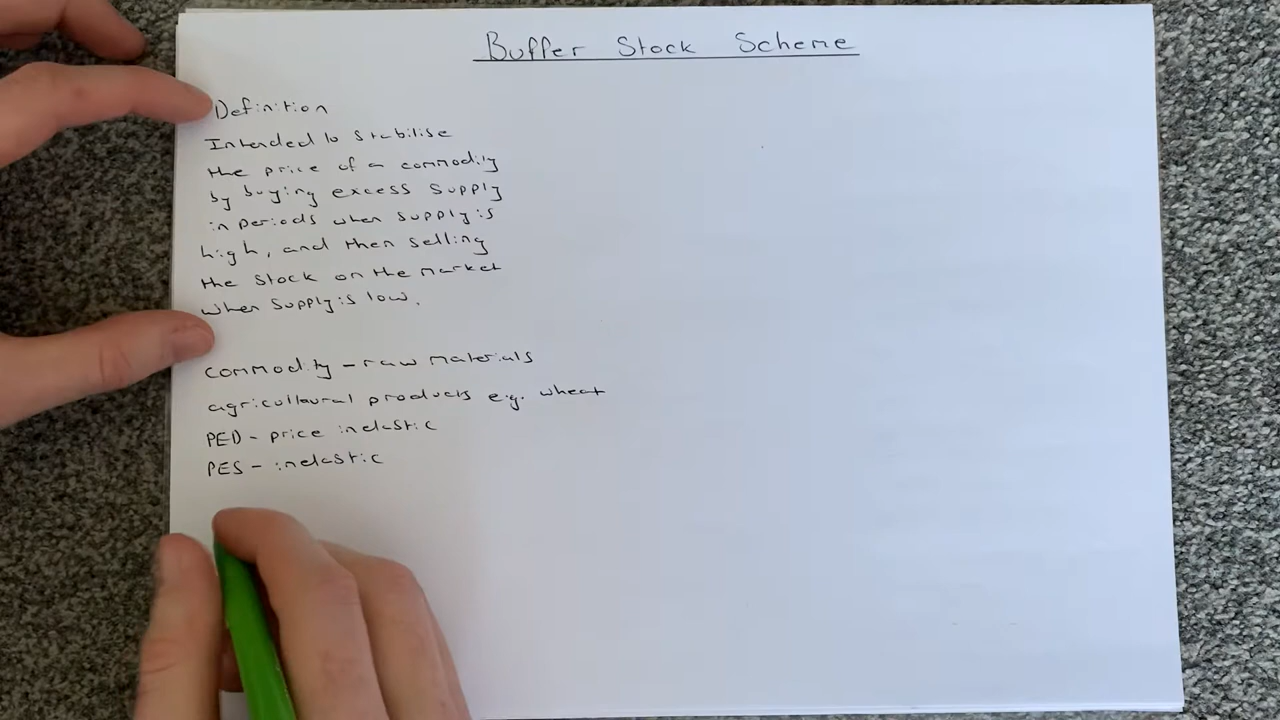 Buffer Stock Scheme
Definition
Intended to stabilise
the price of a commodity
by buying excess supply
in periods when supply is
high, and then selling
the stock on the market
when supply is low.
commodity - raw materials
agricultural products e.g. wheat
PED - price inelastic
PES - inelastic